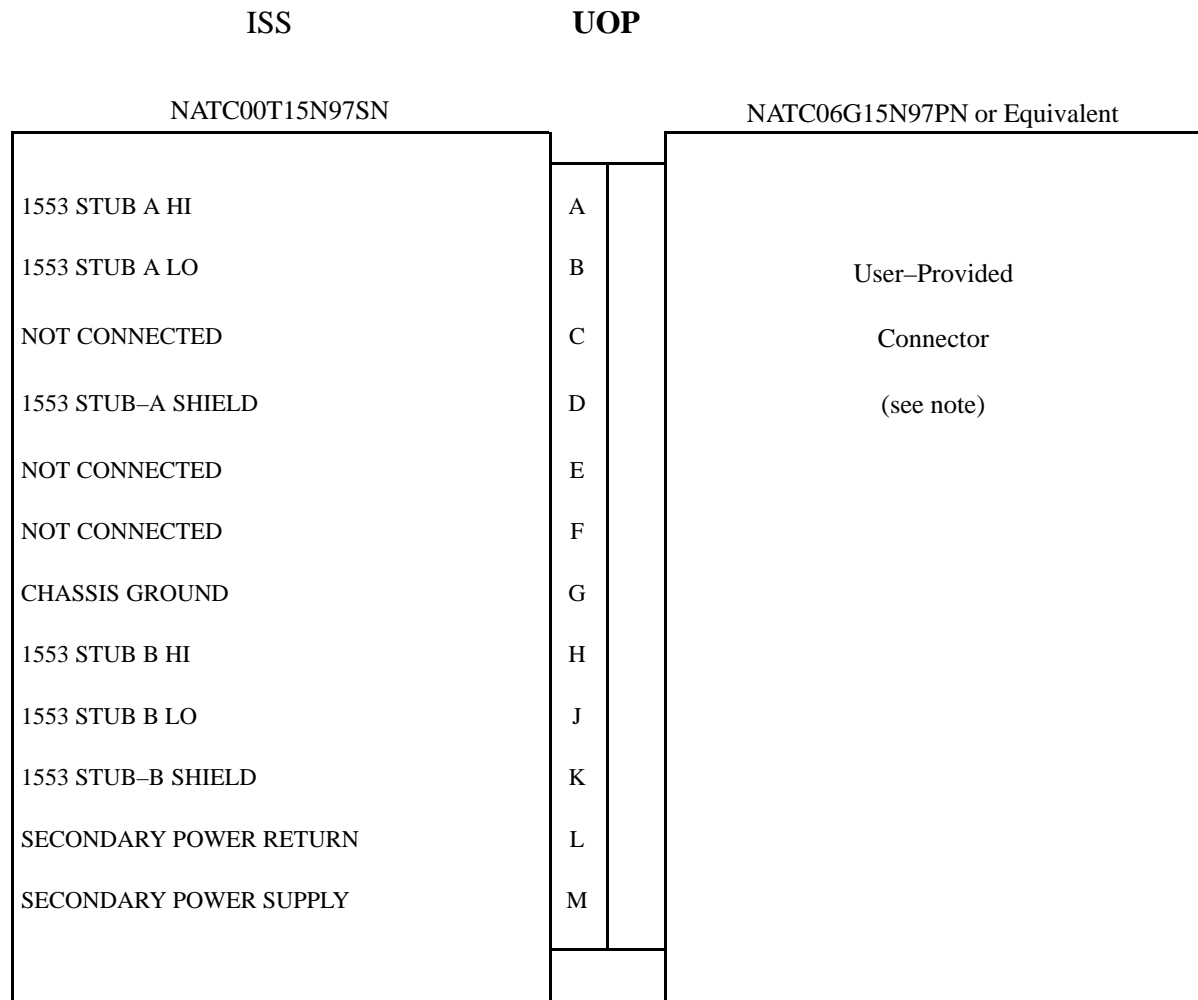 ISS UOP
NATC00T15N97SN NATC06G15N97PN or Equivalent
1553 STUB A HI A
1553 STUB A LO B User–Provided
NOT CONNECTED C Connector
1553 STUB–A SHIELD D (see note)
NOT CONNECTED E
NOT CONNECTED F
CHASSIS GROUND G
1553 STUB B HI H
1553 STUB B LO J
1553 STUB–B SHIELD K
SECONDARY POWER RETURN L
SECONDARY POWER SUPPLY M